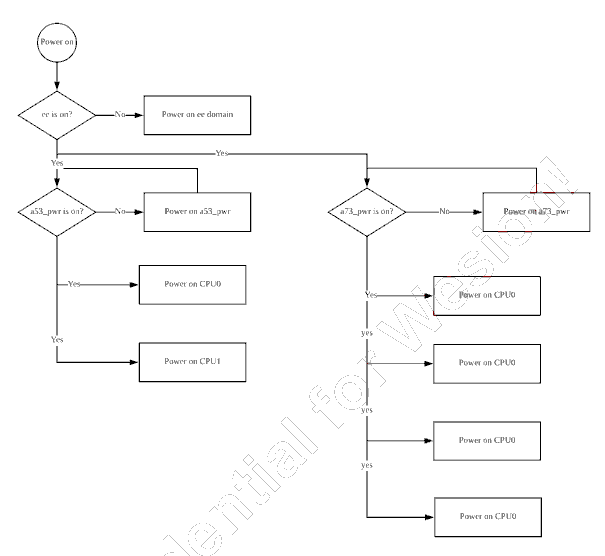 Power on
ee is on?
No
Power on ee domain
Yes
Yes
a53_pwr is on?
No
Power on a53_pwr
a73_pwr is on?
No
Power on a73_pwr
Yes
Power on CPU0
Yes
Power on CPU0
yes
Power on CPU0
Yes
Power on CPU1
yes
Power on CPU0
yes
Power on CPU0
dential for Wesion!